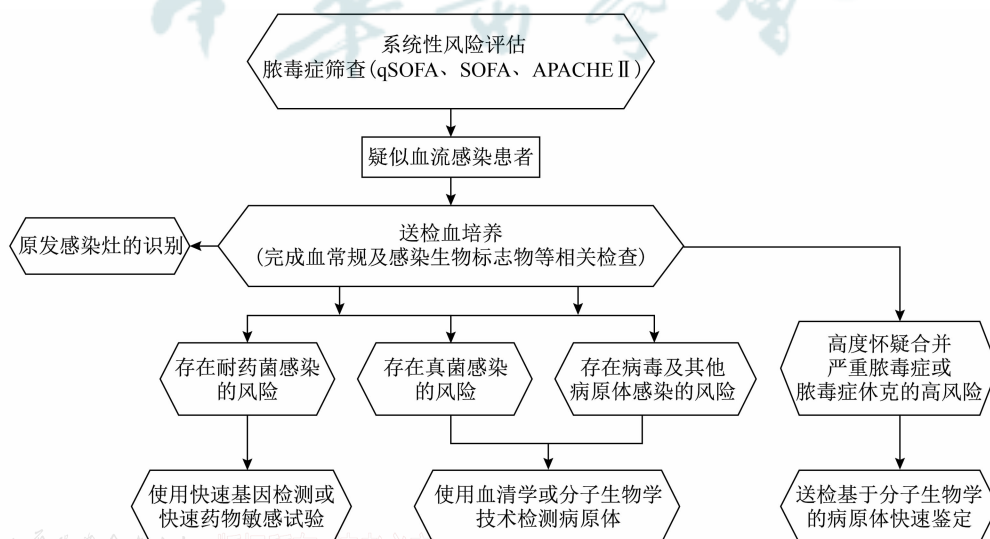 系统性风险评估
脓毒症筛查(qSOFA、SOFA、APACHEⅡ)
疑似血流感染患者
原发感染灶的识别
送检血培养
(完成血常规及感染生物标志物等相关检查)
存在耐药菌感染
的风险
存在真菌感染
的风险
存在病毒及其他
病原体感染的风险
高度怀疑合并
严重脓毒症或
脓毒症休克的高风险
使用快速基因检测或
快速药物敏感试验
使用血清学或分子生物学
技术检测病原体
送检基于分子生物学
的病原体快速鉴定